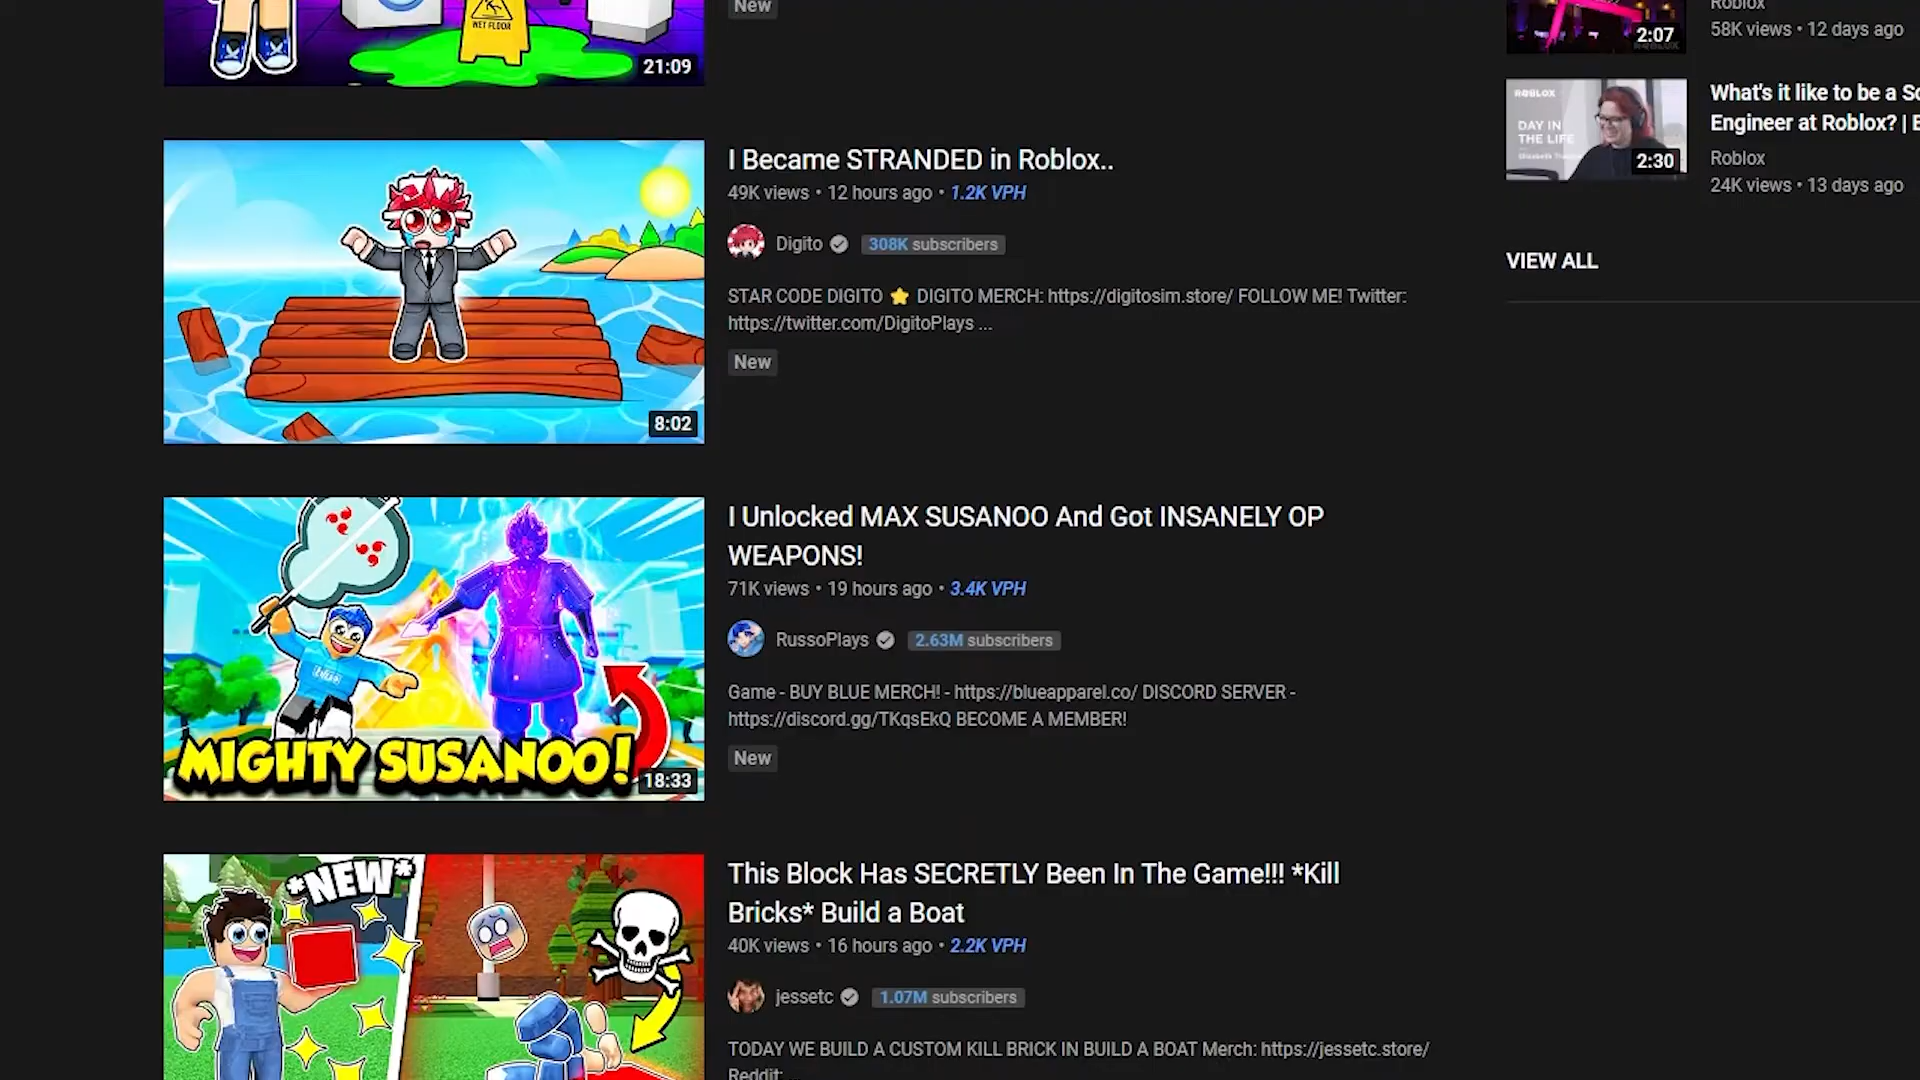 WET FLOOR
21:09
New
I Became STRANDED in Roblox..
49K views • 12 hours ago • 1.2K VPH
Digito 308K subscribers
STAR CODE DIGITO ⭐ DIGITO MERCH: https://digitosim.store/ FOLLOW ME! Twitter:
https://twitter.com/DigitoPlays ...
New
8:02
MIGHTY SUSANOO!
18:33
I Unlocked MAX SUSANOO And Got INSANELY OP
WEAPONS!
71K views • 19 hours ago • 3.4K VPH
RussoPlays 2.63M subscribers
Game - BUY BLUE MERCH! - https://blueapparel.co/ DISCORD SERVER -
https://discord.gg/TKqsEkQ BECOME A MEMBER!
New
*NEW*
This Block Has SECRETLY Been In The Game!!! *Kill
Bricks* Build a Boat
40K views • 16 hours ago • 2.2K VPH
jessetc 1.07M subscribers
TODAY WE BUILD A CUSTOM KILL BRICK IN BUILD A BOAT Merch: https://jessetc.store/
Reddit: ...
2:07
Roblox
58K views • 12 days ago
ROBLOX
DAY IN
THE LIFE
2:30
What's it like to be a So
Engineer at Roblox? | E
Roblox
24K views • 13 days ago
VIEW ALL